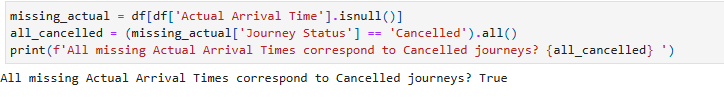 missing_actual = df[df['Actual Arrival Time'].isnull()]
all_cancelled = (missing_actual['Journey Status'] == 'Cancelled').all()
print(f'All missing Actual Arrival Times correspond to Cancelled journeys? {all_cancelled} ')
All missing Actual Arrival Times correspond to Cancelled journeys? True